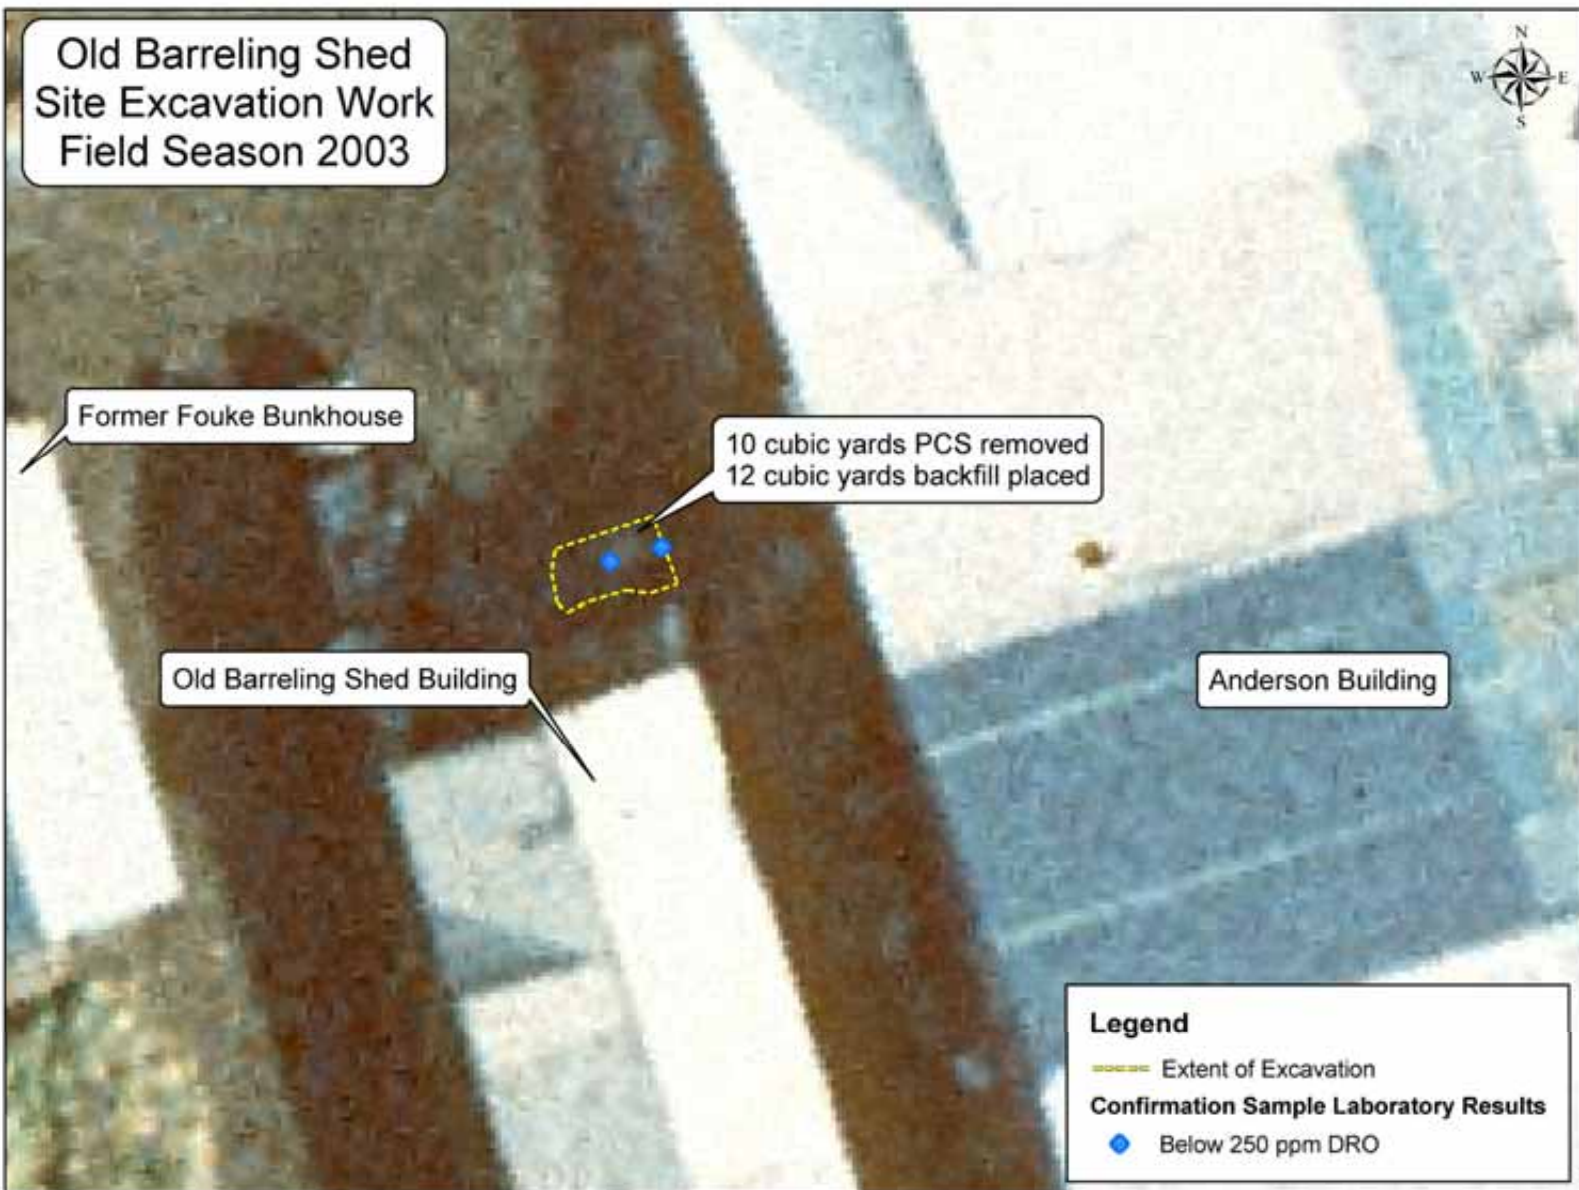 Old Barreling Shed
Site Excavation Work
Field Season 2003
N
W
E
S
Former Fouke Bunkhouse
10 cubic yards PCS removed
12 cubic yards backfill placed
Old Barreling Shed Building
Anderson Building
Legend
Extent of Excavation
Confirmation Sample Laboratory Results
Below 250 ppm DRO